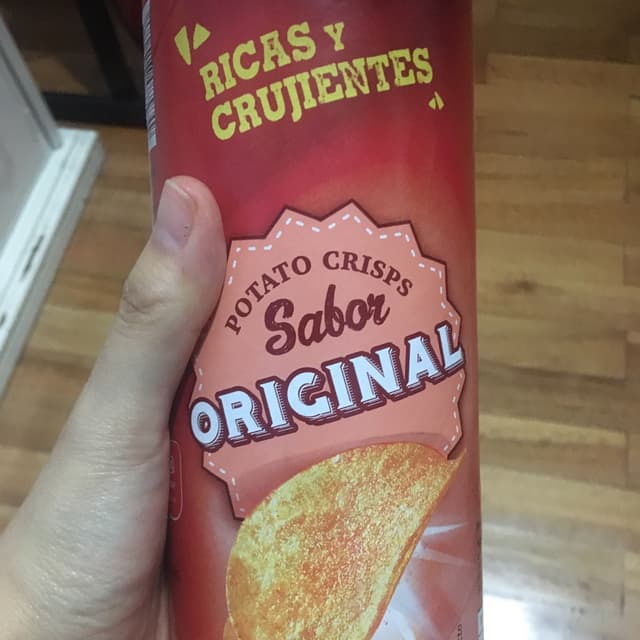 RICAS Y
CRUJIENTES
POTATO CRISPS
Sabor
ORIGINAL